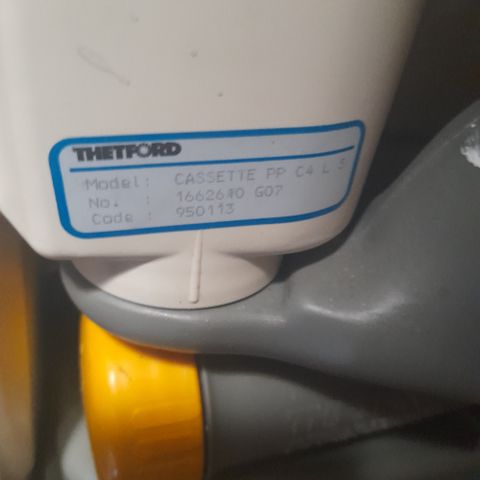 THETFORD
Model: CASSETTE PP C4 L S
No. : 1662640 G07
Code : 950113